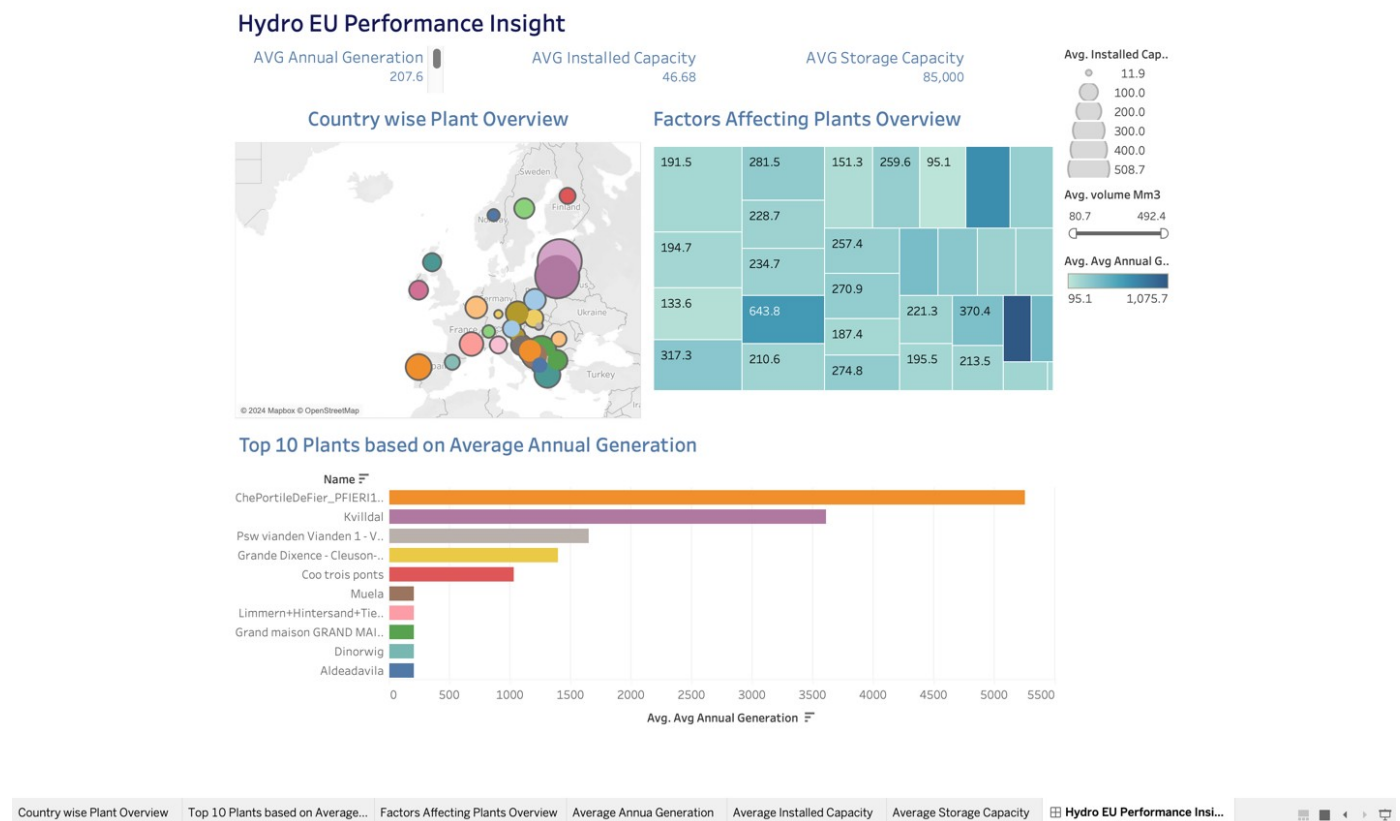 Hydro EU Performance Insight
AVG Annual Generation
207.6
AVG Installed Capacity
46.68
AVG Storage Capacity
85,000
Avg. Installed Cap..
11.9
100.0
200.0
300.0
400.0
508.7
Avg. volume Mm3
80.7 492.4
Avg. Avg Annual G..
95.1 1,075.7
Country wise Plant Overview
Sweden
Finland
Ukraine
France
Turkey
© 2024 Mapbox © OpenStreetMap
Factors Affecting Plants Overview
191.5 281.5 151.3 259.6 95.1
228.7
194.7 257.4
234.7
270.9
133.6 643.8 221.3 370.4
187.4
317.3 210.6 195.5 213.5
274.8
Top 10 Plants based on Average Annual Generation
Name
ChePortileDeFier_PFIERI1..
Kvilldal
Psw vianden Vianden 1 - V..
Grande Dixence - Cleuson-..
Coo trois ponts
Muela
Limmern+Hintersand+Tie..
Grand maison GRAND MAI..
Dinorwig
Aldeadavila
0 500 1000 1500 2000 2500 3000 3500 4000 4500 5000 5500
Avg. Avg Annual Generation
Country wise Plant Overview Top 10 Plants based on Average... Factors Affecting Plants Overview Average Annua Generation Average Installed Capacity Average Storage Capacity Hydro EU Performance Insi...